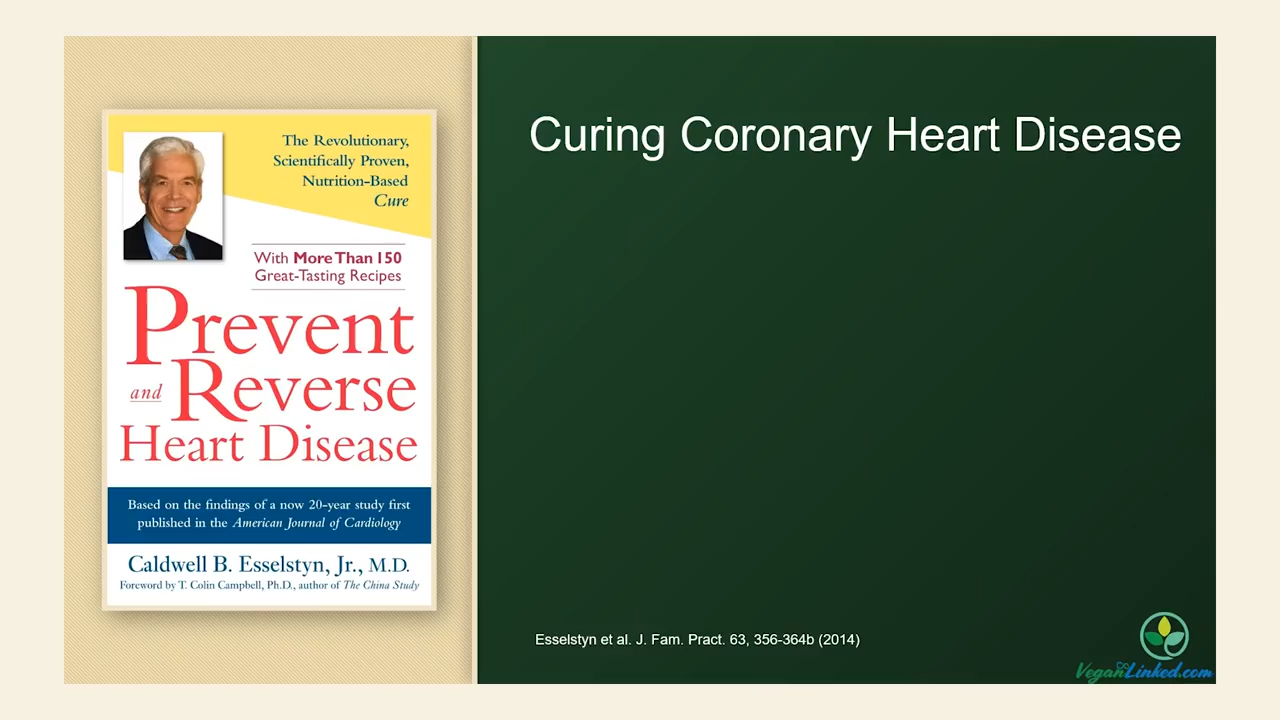 The Revolutionary,
Scientifically Proven,
Nutrition-Based
Cure
With More Than 150
Great-Tasting Recipes
Prevent
and Reverse
Heart Disease
Based on the findings of a now 20-year study first
published in the American Journal of Cardiology
Caldwell B. Esselstyn, Jr., M.D.
Foreword by T. Colin Campbell, Ph.D., author of The China Study
Curing Coronary Heart Disease
Esselstyn et al. J. Fam. Pract. 63, 356-364b (2014)
VeganLinked.com